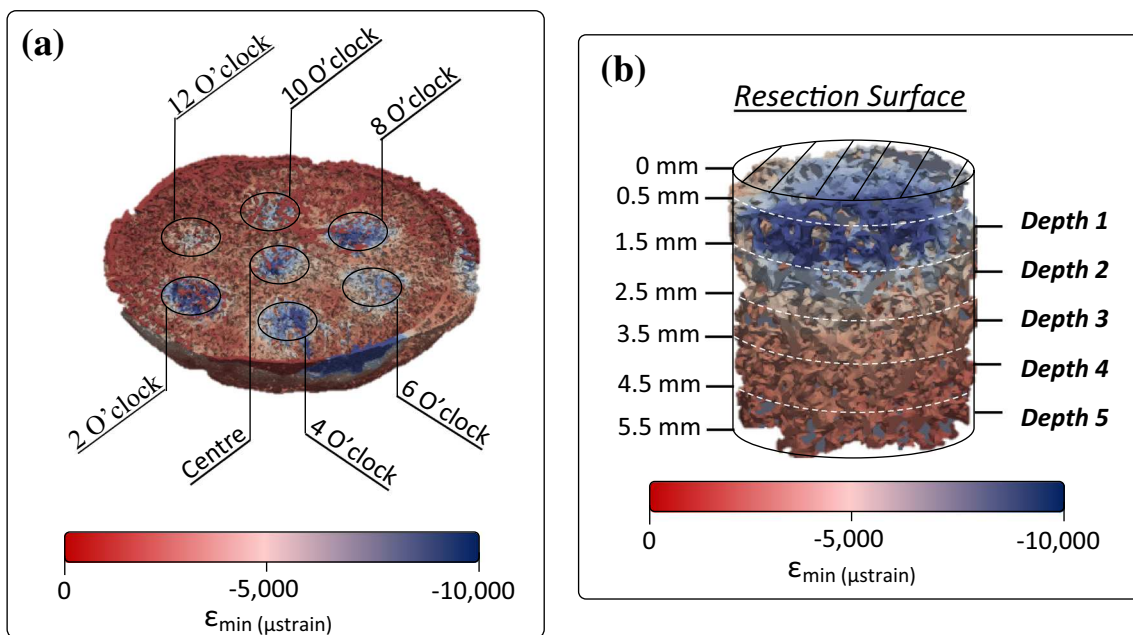 (a)
12 O'clock
10 O'clock
8 O'clock
2 O'clock
Centre
4 O'clock
6 O'clock
0
-5,000
-10,000
εmin (μstrain)
(b)
Resection Surface
0 mm
0.5 mm
1.5 mm
2.5 mm
3.5 mm
4.5 mm
5.5 mm
Depth 1
Depth 2
Depth 3
Depth 4
Depth 5
0
-5,000
-10,000
εmin (μstrain)